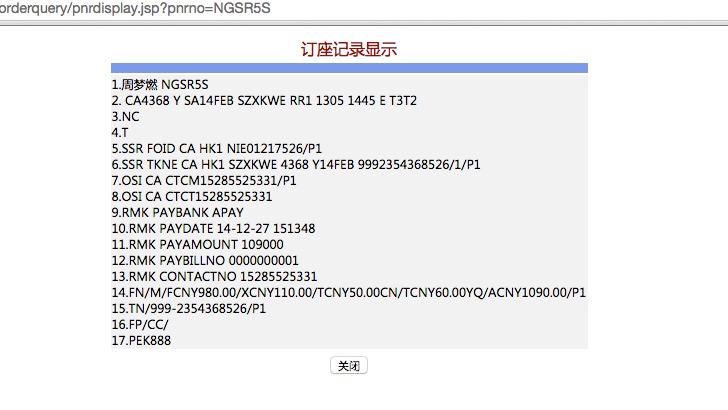 orderquery/pnrdisplay.jsp?pnrno=NGSR5S
订座记录显示
1.周梦燃 NGSR5S
2. CA4368 Y SA14FEB SZXKWE RR1 1305 1445 E T3T2
3.NC
4.T
5.SSR FOID CA HK1 NIE01217526/P1
6.SSR TKNE CA HK1 SZXKWE 4368 Y14FEB 9992354368526/1/P1
7.OSI CA CTCM15285525331/P1
8.OSI CA CTCT15285525331
9.RMK PAYBANK APAY
10.RMK PAYDATE 14-12-27 151348
11.RMK PAYAMOUNT 109000
12.RMK PAYBILLNO 0000000001
13.RMK CONTACTNO 15285525331
14.FN/M/FCNY980.00/XCNY110.00/TCNY50.00CN/TCNY60.00YQ/ACNY1090.00/P1
15.TN/999-2354368526/P1
16.FP/CC/
17.PEK888
关闭